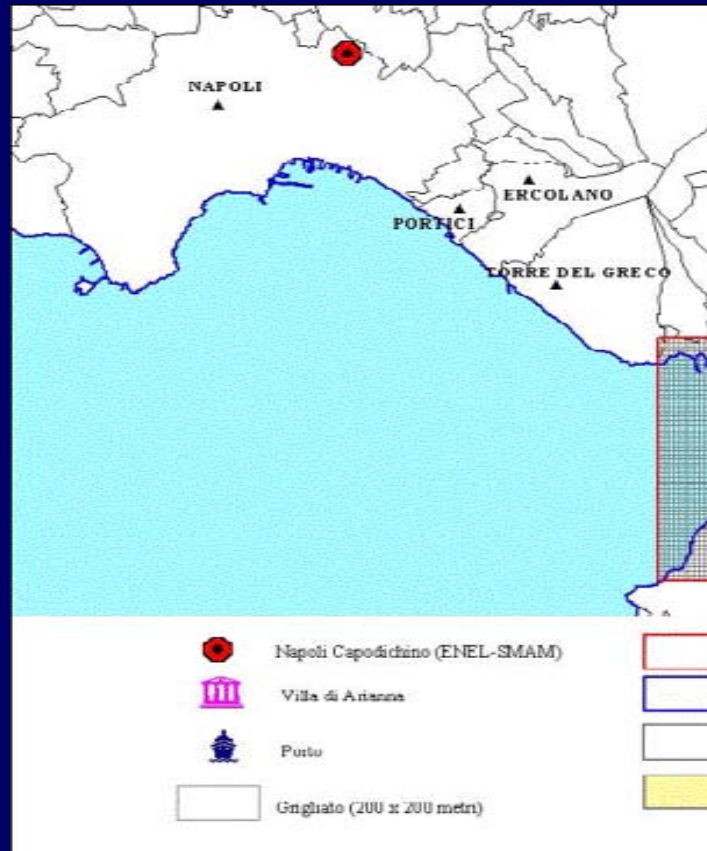 NAPOLI
ERCOLANO
PORTICI
TORRE DEL GRECO
Napoli Capodichino (ENEL-SMAM)
Villa di Arianna
Porto
Grigliato (200 x 200 metri)